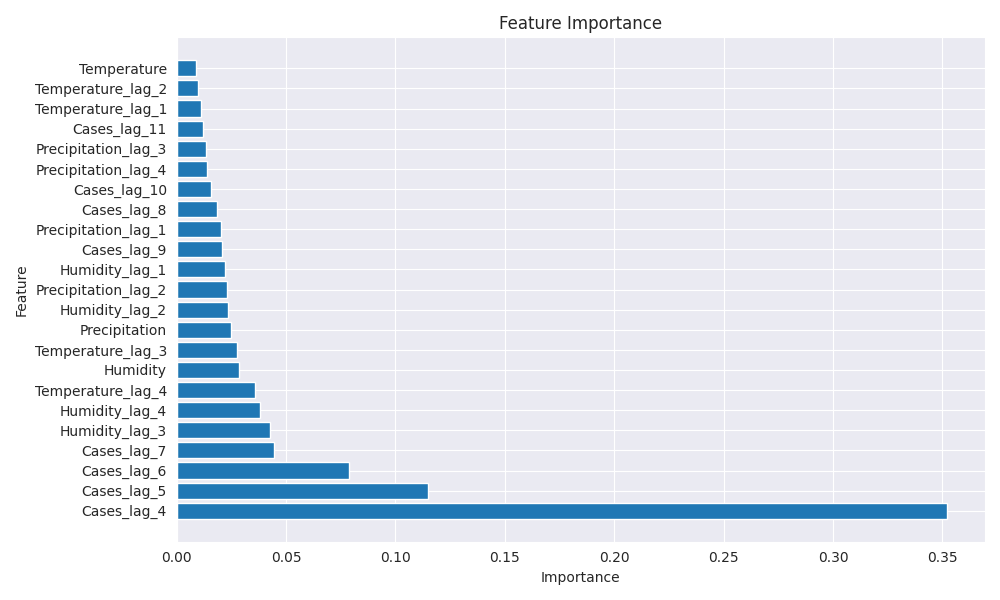 Feature Importance
Temperature
Temperature_lag_2
Temperature_lag_1
Cases_lag_11
Precipitation_lag_3
Precipitation_lag_4
Cases_lag_10
Cases_lag_8
Precipitation_lag_1
Cases_lag_9
Humidity_lag_1
Precipitation_lag_2
Humidity_lag_2
Precipitation
Temperature_lag_3
Humidity
Temperature_lag_4
Humidity_lag_4
Humidity_lag_3
Cases_lag_7
Cases_lag_6
Cases_lag_5
Cases_lag_4
Feature
0.00 0.05 0.10 0.15 0.20 0.25 0.30 0.35
Importance